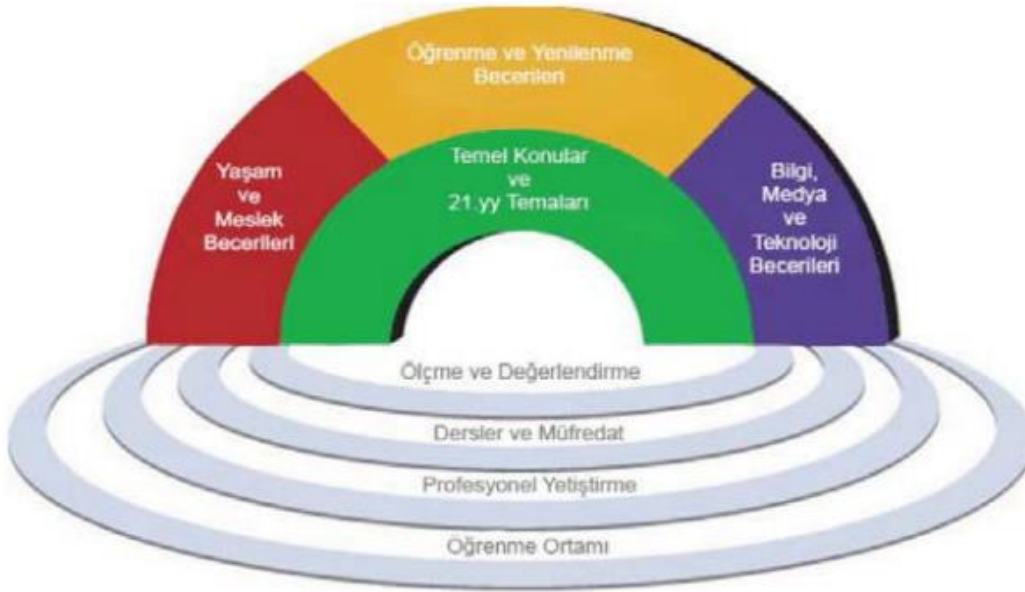 Öğrenme ve Yenilenme
Becerileri
Yaşam
ve
Meslek
Becerileri
Temel Konular
ve
21.yy Temaları
Bilgi,
Medya
ve
Teknoloji
Becerileri
Ölçme ve Değerlendirme
Dersler ve Müfredat
Profesyonel Yetiştirme
Öğrenme Ortamı